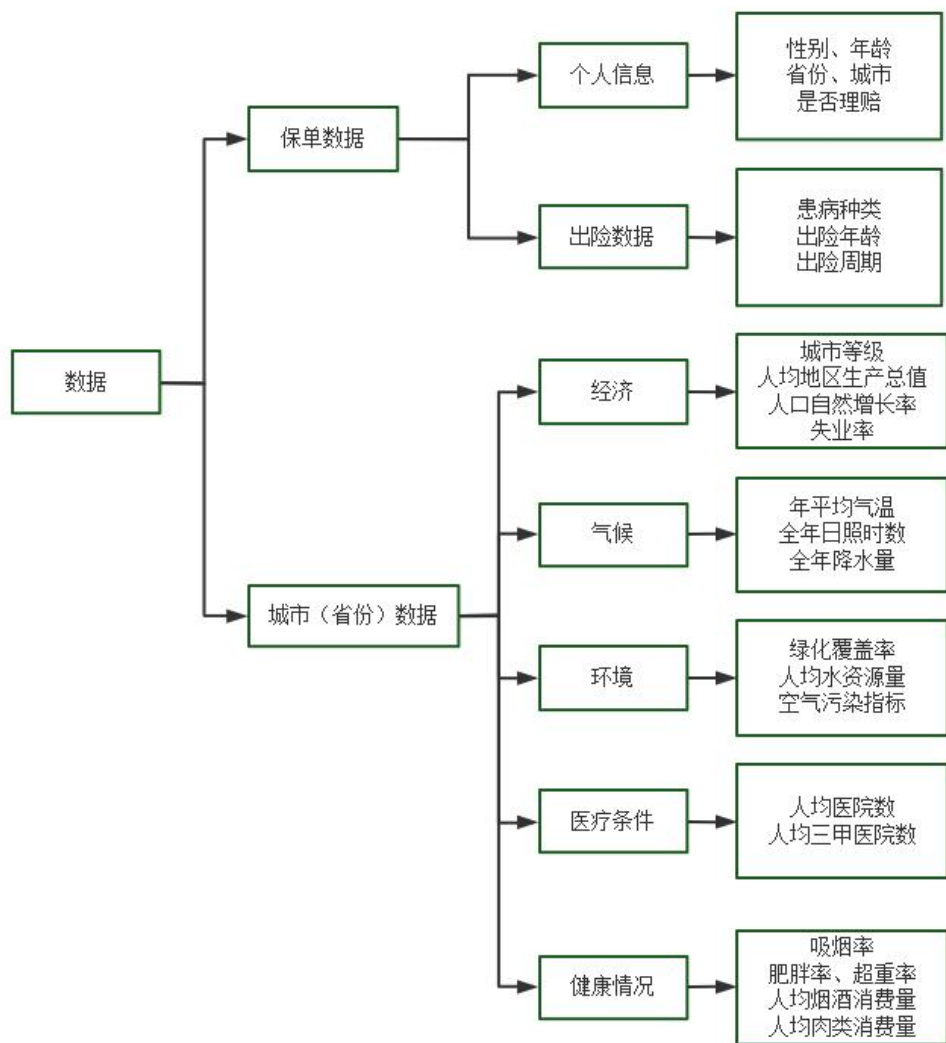 数据
保单数据
个人信息
性别、年龄
省份、城市
是否理赔
出险数据
患病种类
出险年龄
出险周期
城市（省份）数据
经济
城市等级
人均地区生产总值
人口自然增长率
失业率
气候
年平均气温
全年日照时数
全年降水量
环境
绿化覆盖率
人均水资源量
空气污染指标
医疗条件
人均医院数
人均三甲医院数
健康情况
吸烟率
肥胖率、超重率
人均烟酒消费量
人均肉类消费量